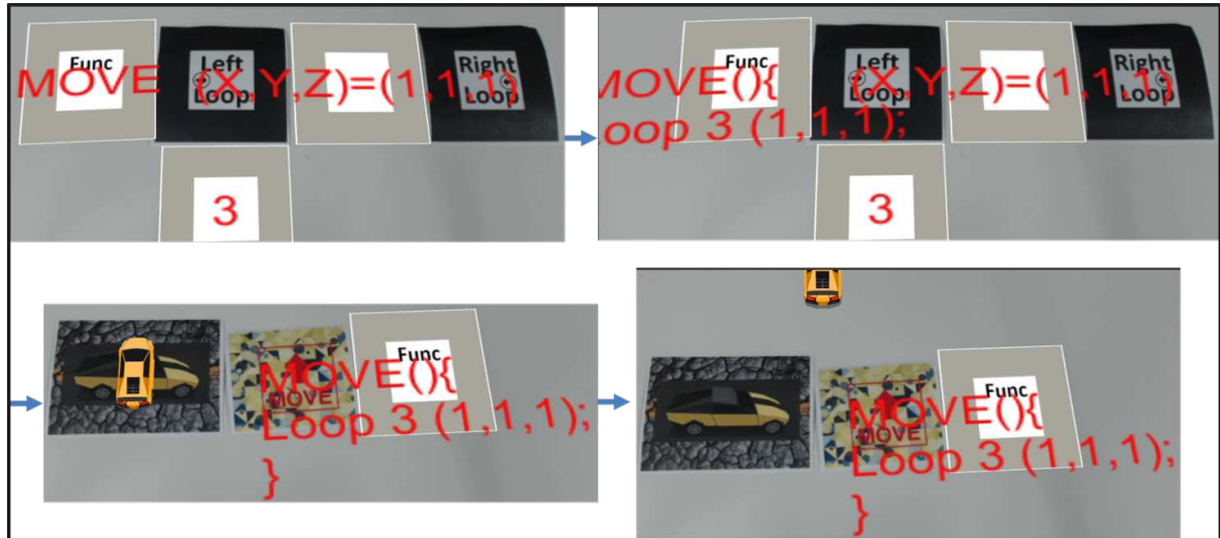 Func
Left
Loop
Right
Loop
MOVE (X,Y,Z)=(1,1,1)
3
Func
Left
Loop
Right
Loop
MOVE(){ (X,Y,Z)=(1,1,1)
Loop 3 (1,1,1);
3
MOVE
Func
MOVE(){
Loop 3 (1,1,1);
}
MOVE
Func
MOVE(){
Loop 3 (1,1,1);
}